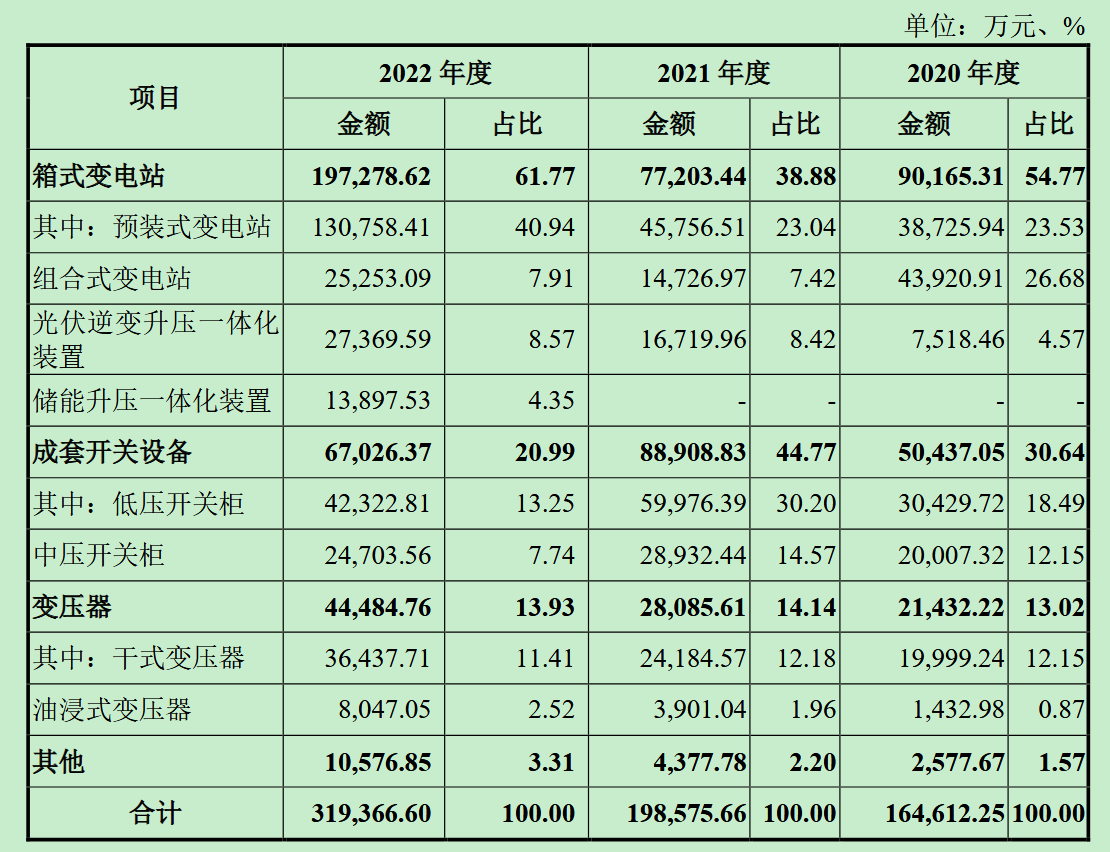 单位：万元、%
项目 2022 年度 2021 年度 2020 年度
金额 占比 金额 占比 金额 占比
箱式变电站 197,278.62 61.77 77,203.44 38.88 90,165.31 54.77
其中：预装式变电站 130,758.41 40.94 45,756.51 23.04 38,725.94 23.53
组合式变电站 25,253.09 7.91 14,726.97 7.42 43,920.91 26.68
光伏逆变升压一体化
装置 27,369.59 8.57 16,719.96 8.42 7,518.46 4.57
储能升压一体化装置 13,897.53 4.35 - - - -
成套开关设备 67,026.37 20.99 88,908.83 44.77 50,437.05 30.64
其中：低压开关柜 42,322.81 13.25 59,976.39 30.20 30,429.72 18.49
中压开关柜 24,703.56 7.74 28,932.44 14.57 20,007.32 12.15
变压器 44,484.76 13.93 28,085.61 14.14 21,432.22 13.02
其中：干式变压器 36,437.71 11.41 24,184.57 12.18 19,999.24 12.15
油浸式变压器 8,047.05 2.52 3,901.04 1.96 1,432.98 0.87
其他 10,576.85 3.31 4,377.78 2.20 2,577.67 1.57
合计 319,366.60 100.00 198,575.66 100.00 164,612.25 100.00